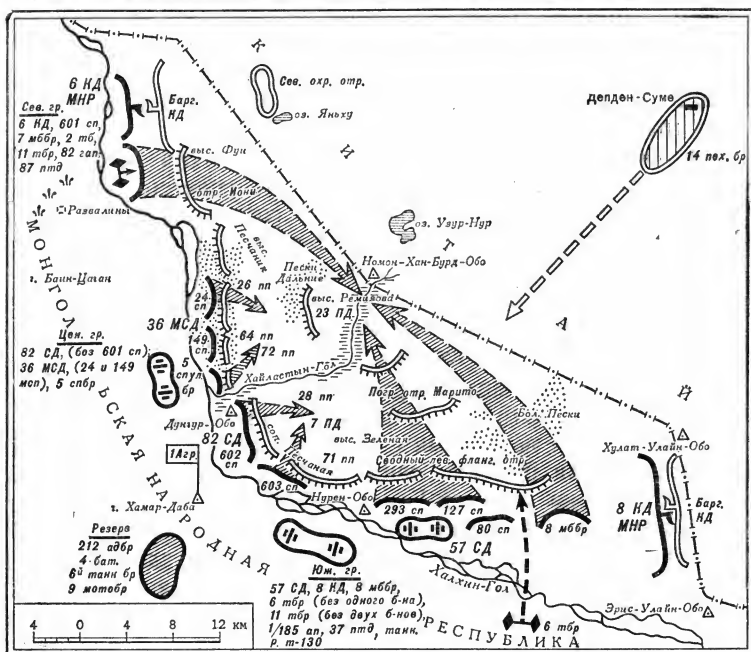 К
И
Т
А
Й
6 КД
МНР
Барг.
КД
Сев. охр. отр.
оз. Яньху
депден-Суме
14 пех, бр
Сев. гр.
6 КД, 601 сп,
7 мббр, 2 тб,
11 тбр, 82 гап,
87 птд
выс. Фуи
отр. Мони
Развалины
оз. Узур-Нур
МОНГОЛЬСКАЯ НАРОДНАЯ
РЕСПУБЛИКА
г. Баин-Цаган
выс.
Песчаная
Пески
Дальние
Номон-Хан-Бурд-Обо
выс. Ремизова
23 ПД
24
сп
26 пп
36 МСД
149
сп
64 пп
72 пп
5
спул
бр
Цен. гр.
82 СД, (без 601 сп)
36 МСД, (24 и 149
мсп), 5 спбр
Хайластын-Гол
Дунгур-Обо
28 пп
7 ПД
Погр. отр. Марито
Бол. Пески
82 СД
602
сп
соп. Песчаная
выс. Зеленая
71 пп
Сводный лев. фланг. отр.
Хулат-Улайн-Обо
1Агр
г. Хамар-Даба
603 сп
Нурен-Обо
293 сп
127 сп
80 сп
8 мббр
57 СД
8 КД
МНР
Барг.
КД
Резерв
212 адбр
4 бат.
6й танк бр
9 мотобр
Юж. гр.
57 СД, 8 КД, 8 мббр,
6 тбр (без одного б-на),
11 тбр (без двух б-нов),
1/185 ап, 37 птд, танк.
р. т-130
Халхин-Гол
Эрис-Улайн-Обо
6 тбр
4 0 4 8 12 км